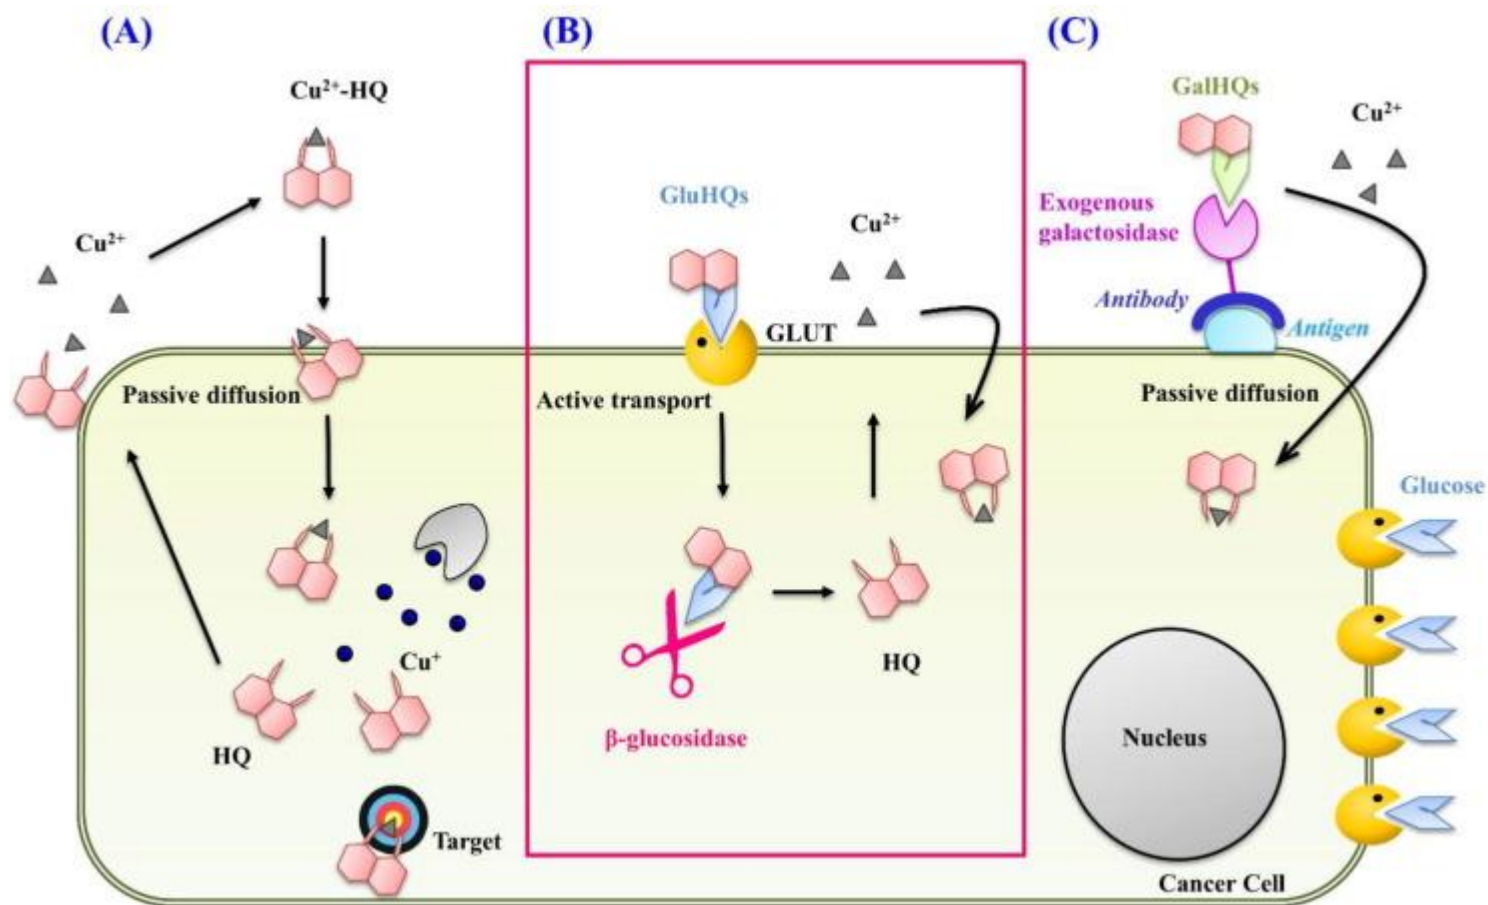 (A)
Cu²⁺-HQ
Cu²⁺
Passive diffusion
Cu⁺
HQ
Target
(B)
GluHQs
Cu²⁺
GLUT
Active transport
HQ
β-glucosidase
(C)
GalHQs
Cu²⁺
Exogenous
galactosidase
Antibody
Antigen
Passive diffusion
Glucose
Nucleus
Cancer Cell